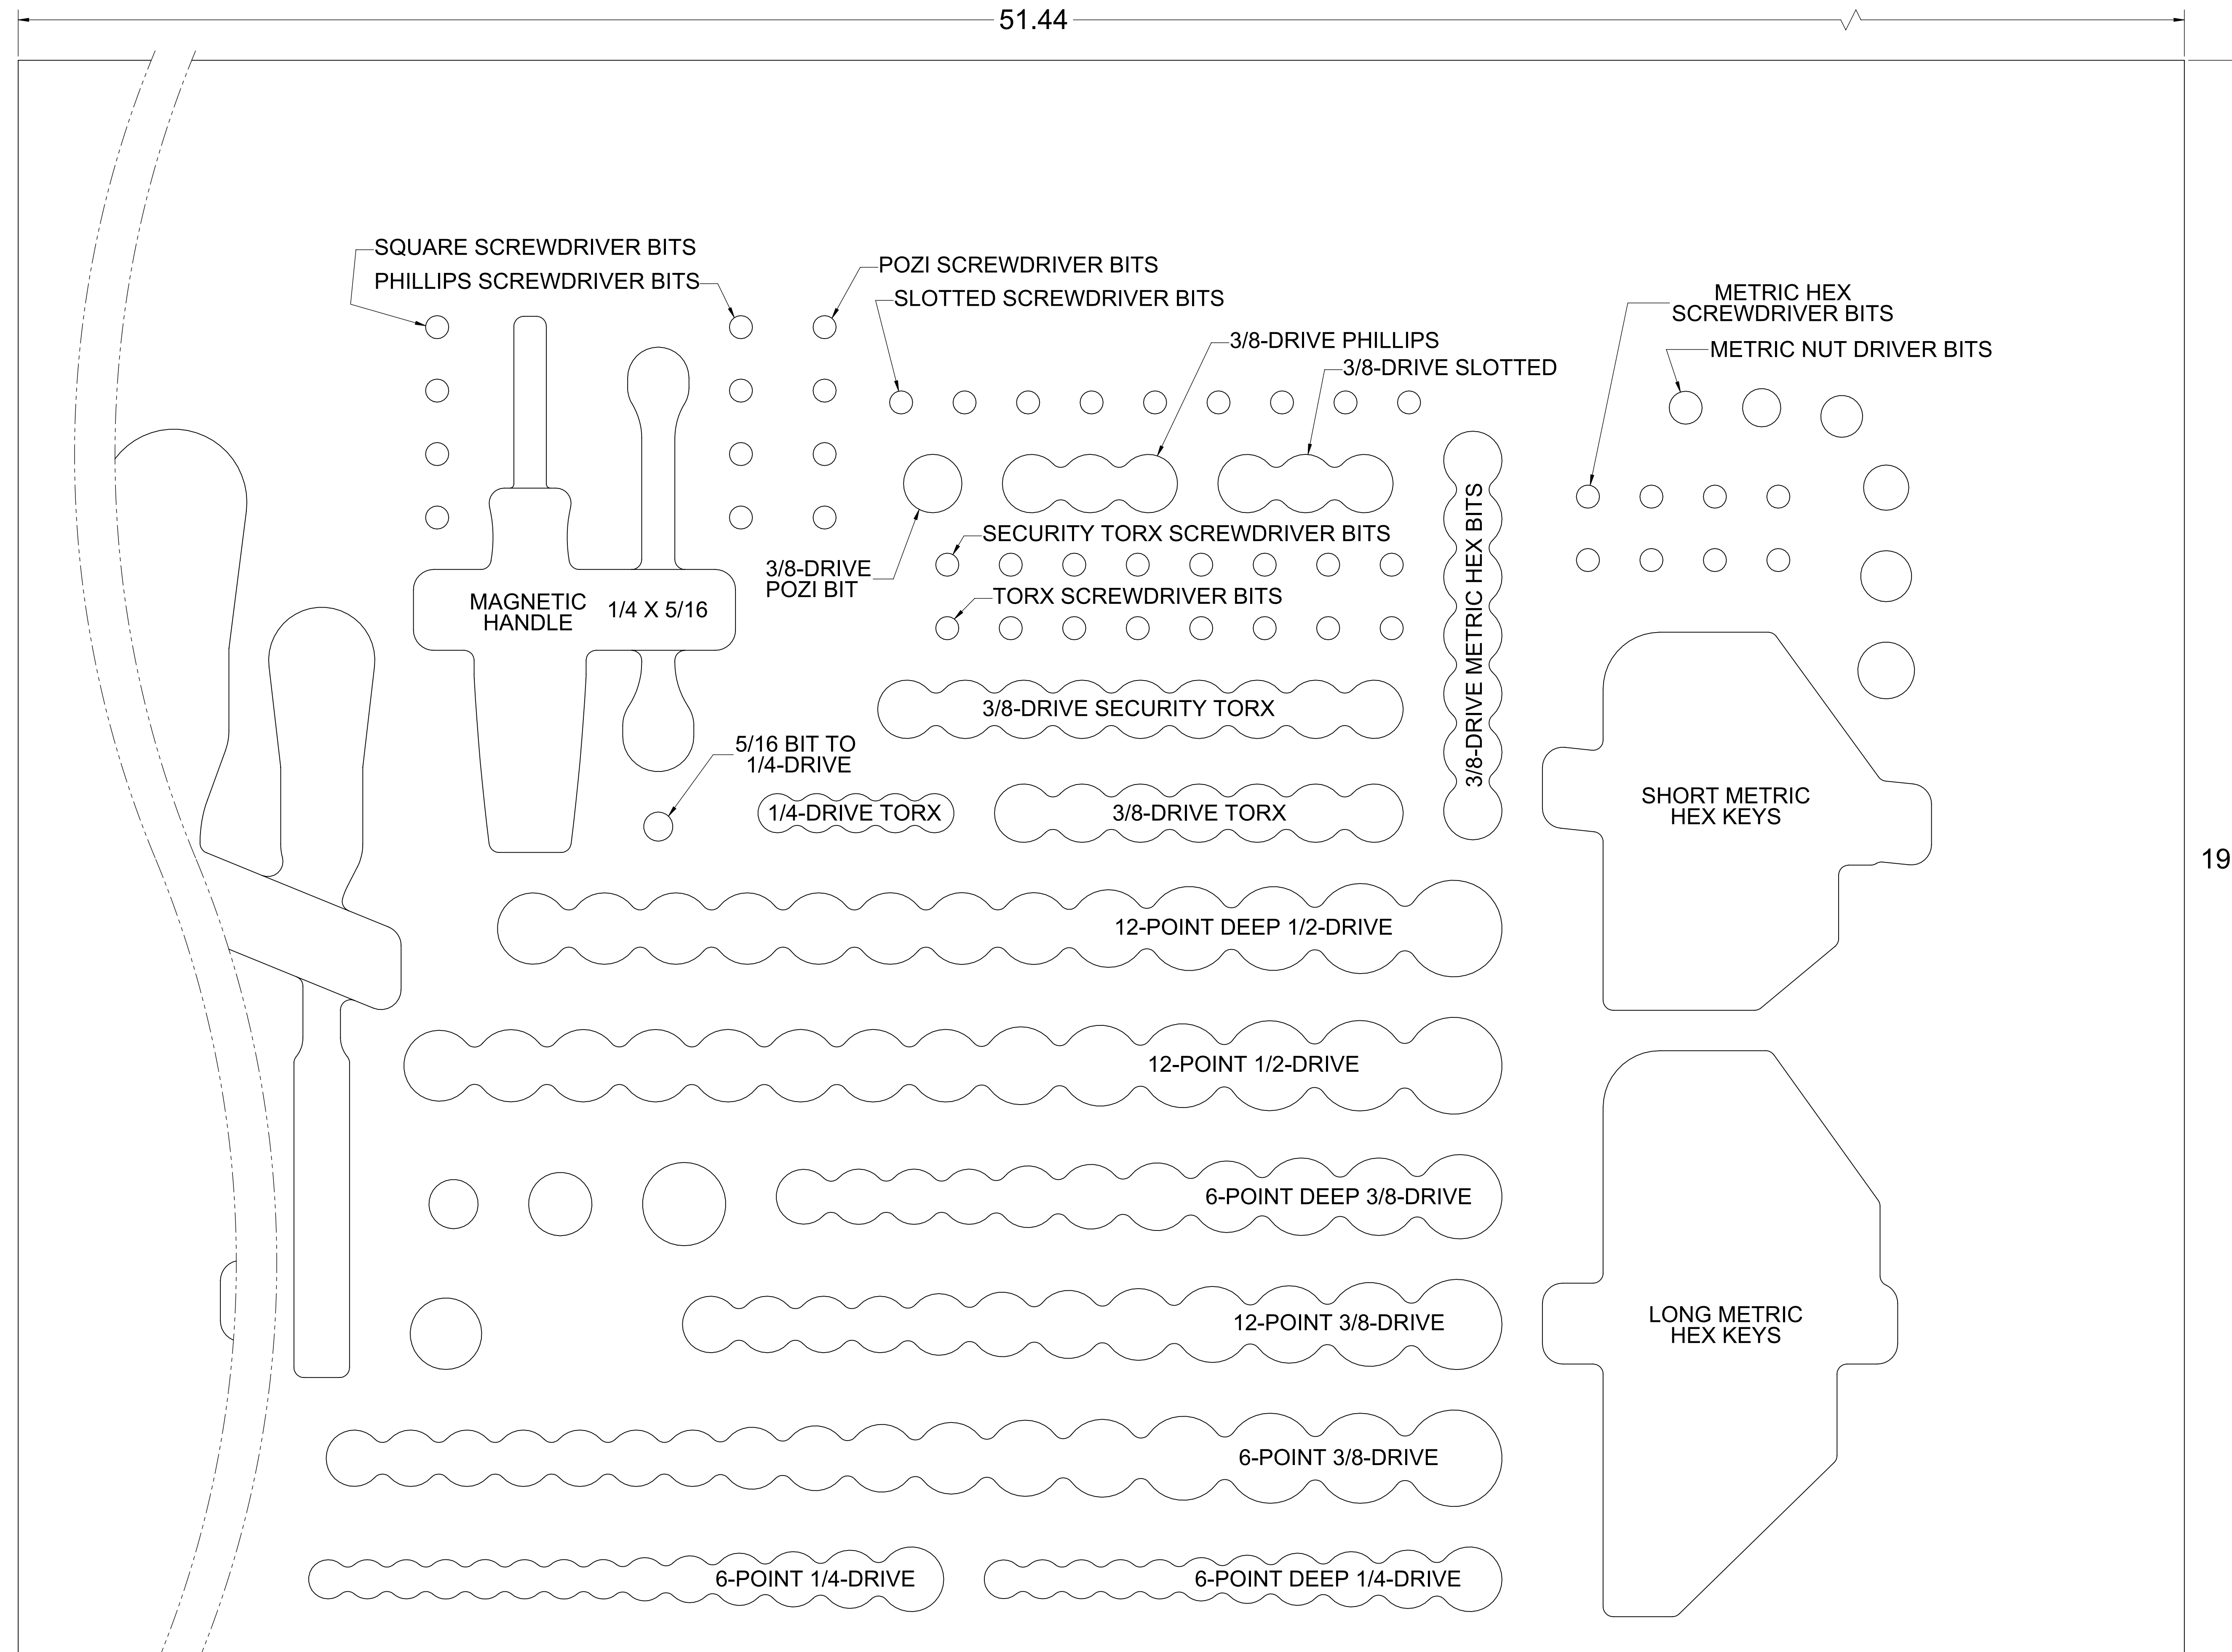 51.44
SQUARE SCREWDRIVER BITS
PHILLIPS SCREWDRIVER BITS
POZI SCREWDRIVER BITS
SLOTTED SCREWDRIVER BITS
3/8-DRIVE PHILLIPS
3/8-DRIVE SLOTTED
METRIC HEX
SCREWDRIVER BITS
METRIC NUT DRIVER BITS
SECURITY TORX SCREWDRIVER BITS
3/8-DRIVE
POZI BIT
TORX SCREWDRIVER BITS
3/8-DRIVE METRIC HEX BITS
MAGNETIC
HANDLE
1/4 X 5/16
3/8-DRIVE SECURITY TORX
5/16 BIT TO
1/4-DRIVE
1/4-DRIVE TORX
3/8-DRIVE TORX
SHORT METRIC
HEX KEYS
19
12-POINT DEEP 1/2-DRIVE
12-POINT 1/2-DRIVE
6-POINT DEEP 3/8-DRIVE
12-POINT 3/8-DRIVE
LONG METRIC
HEX KEYS
6-POINT 3/8-DRIVE
6-POINT 1/4-DRIVE
6-POINT DEEP 1/4-DRIVE